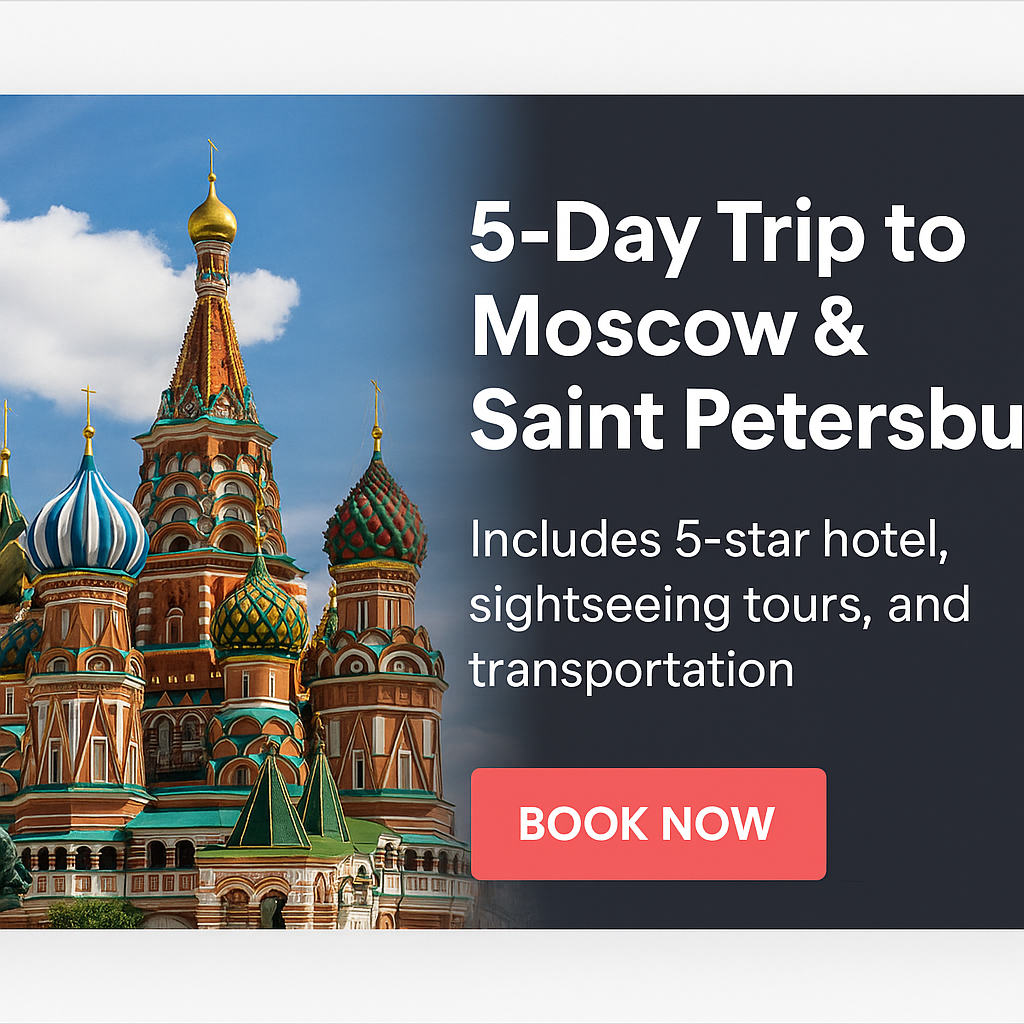 5-Day Trip to
Moscow &
Saint Petersbu
Includes 5-star hotel,
sightseeing tours, and
transportation
BOOK NOW